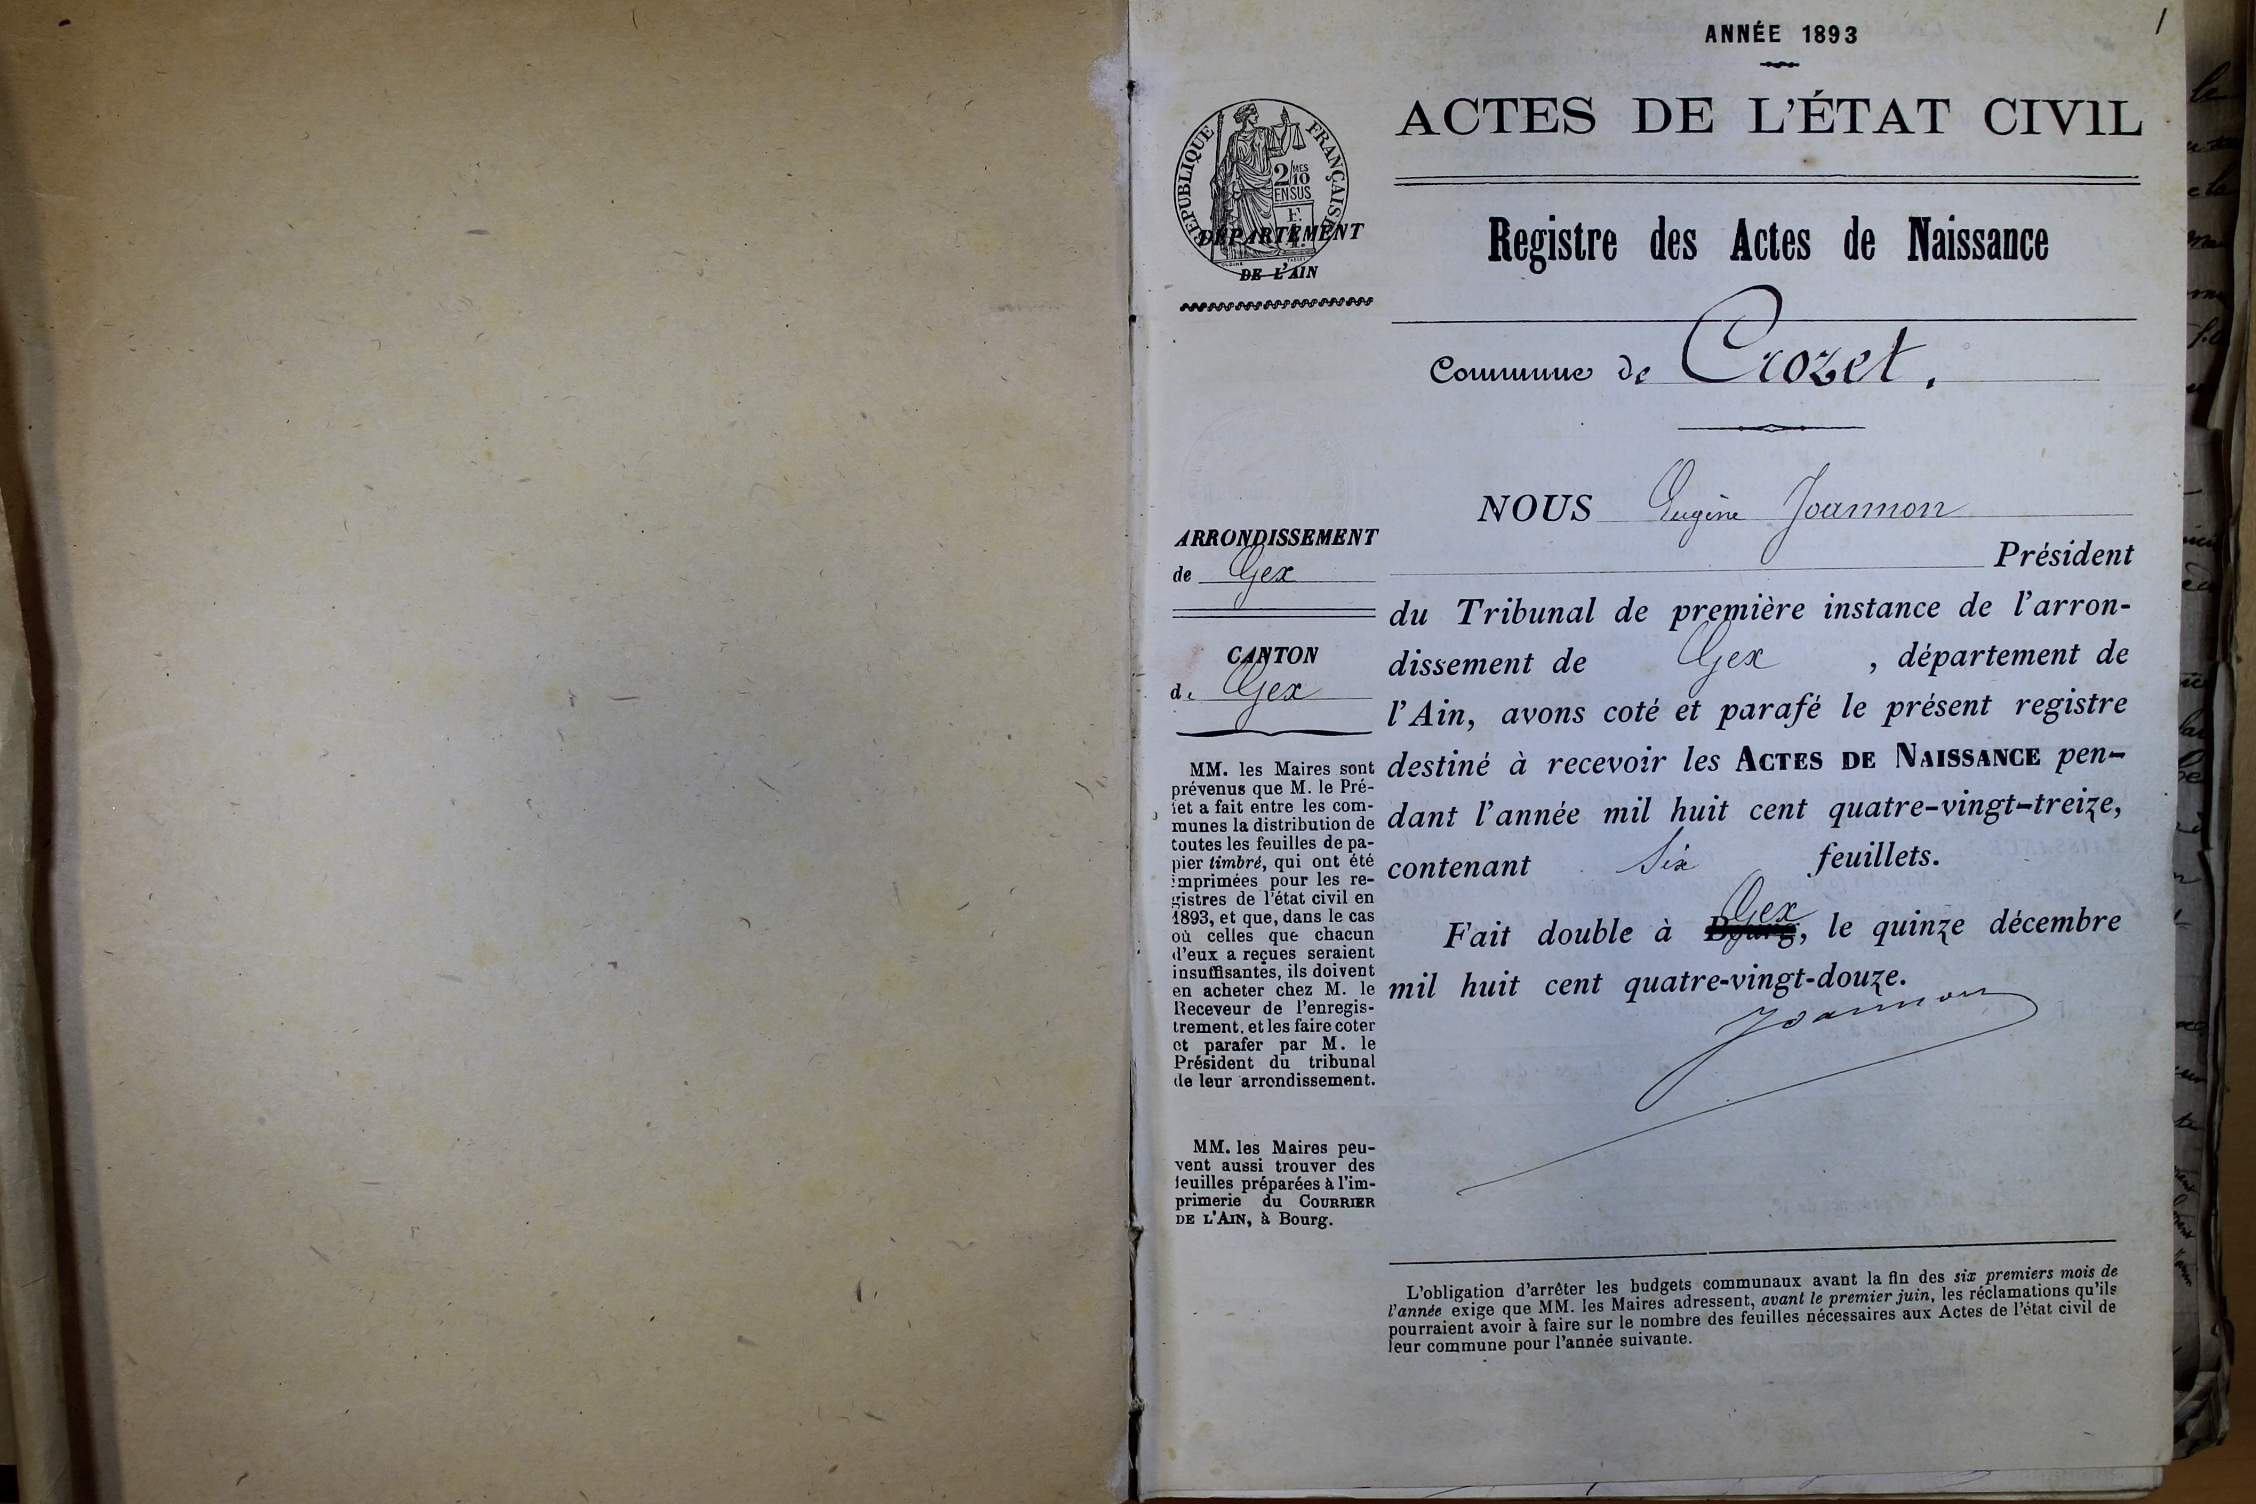 1
ANNÉE 1893
ACTES DE L'ÉTAT CIVIL
RÉPUBLIQUE FRANÇAISE
2/MES 10
EN SUS
DÉPARTEMENT
DE L'AIN
Registre des Actes de Naissance
Commune de Crozet.
ARRONDISSEMENT
de Gex
CANTON
de Gex
MM. les Maires sont
prévenus que M. le Pré-
fet a fait entre les com-
munes la distribution de
toutes les feuilles de pa-
pier timbré, qui ont été
imprimées pour les re-
gistres de l'état civil en
1893, et que, dans le cas
où celles que chacun
d'eux a reçues seraient
insuffisantes, ils doivent
en acheter chez M. le
Receveur de l'enregis-
trement, et les faire coter
et parafer par M. le
Président du tribunal
de leur arrondissement.
MM. les Maires peu-
vent aussi trouver des
feuilles préparées à l'im-
primerie du COURRIER
DE L'AIN, à Bourg.
NOUS Eugène Joannon
Président
du Tribunal de première instance de l'arron-
dissement de Gex , département de
l'Ain, avons coté et parafé le présent registre
destiné à recevoir les ACTES DE NAISSANCE pen-
dant l'année mil huit cent quatre-vingt-treize,
contenant Six feuillets.
Gex
Fait double à Bourg, le quinze décembre
mil huit cent quatre-vingt-douze.
Joannon
L'obligation d'arrêter les budgets communaux avant la fin des six premiers mois de
l'année exige que MM. les Maires adressent, avant le premier juin, les réclamations qu'ils
pourraient avoir à faire sur le nombre des feuilles nécessaires aux Actes de l'état civil de
leur commune pour l'année suivante.